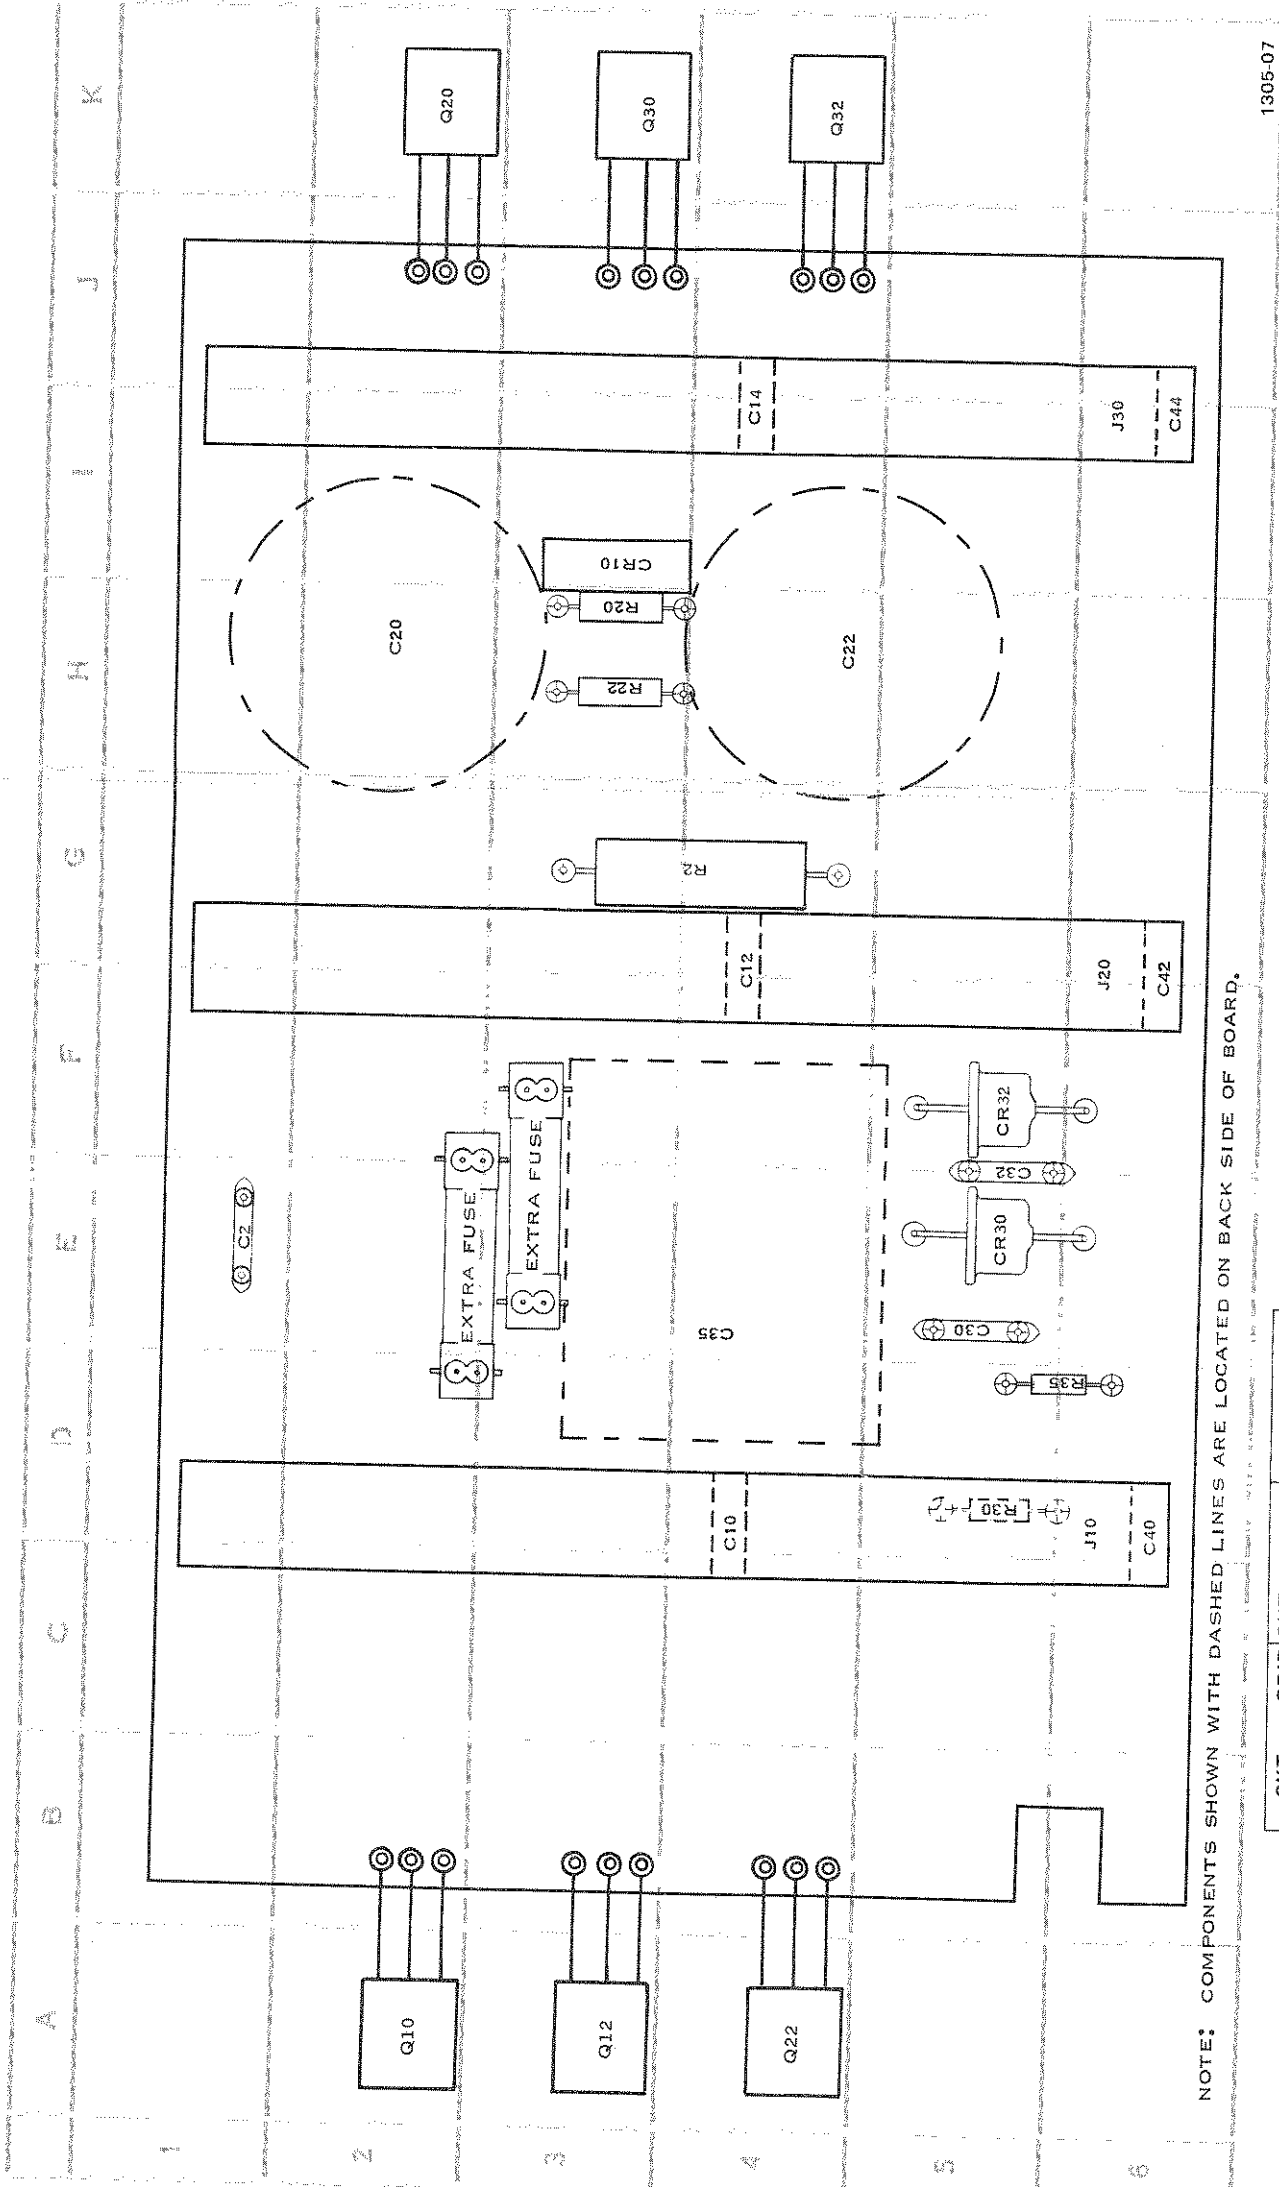 A B C D E F G H I J K
1
2
3
4
5
6
Q10
Q12
Q22
Q20
Q30
Q32
C2
EXTRA FUSE
EXTRA FUSE
C35
C10
R30
J10
C40
R35
C30
CR30
C32
CR32
C12
J20
C42
R2
C20
C22
R22
R20
CR10
C14
J30
C44
NOTE: COMPONENTS SHOWN WITH DASHED LINES ARE LOCATED ON BACK SIDE OF BOARD.
1305-07